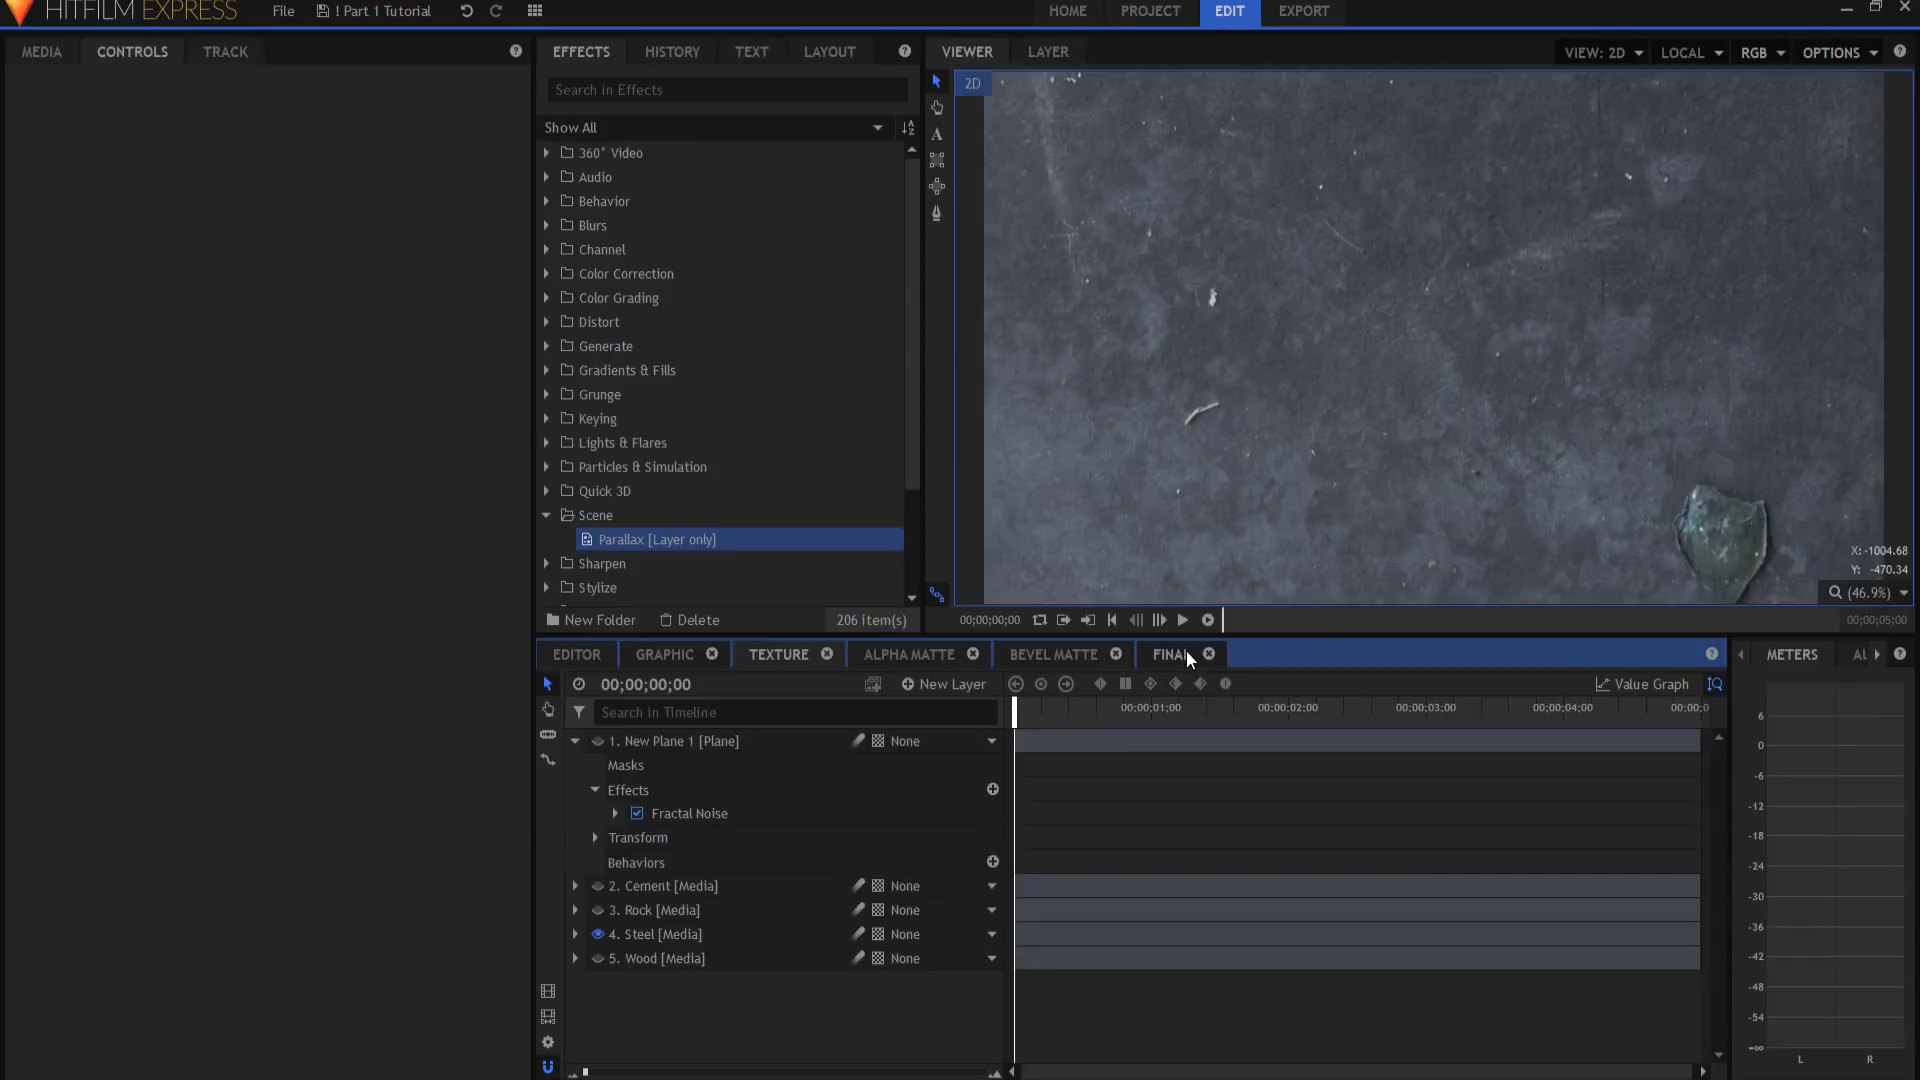 HITFILM EXPRESS File ! Part 1 Tutorial HOME PROJECT EDIT EXPORT
MEDIA CONTROLS TRACK
EFFECTS HISTORY TEXT LAYOUT
VIEWER LAYER VIEW: 2D LOCAL RGB OPTIONS
Search in Effects
2D
Show All
360° Video
Audio
Behavior
Blurs
Channel
Color Correction
Color Grading
Distort
Generate
Gradients & Fills
Grunge
Keying
Lights & Flares
Particles & Simulation
Quick 3D
Scene
Parallax [Layer only]
Sharpen
Stylize
X: -1004.68
Y: -470.34
(46.9%)
New Folder Delete 206 item(s)
00;00;00;00 00;00;05;00
EDITOR GRAPHIC TEXTURE ALPHA MATTE BEVEL MATTE FINAL
METERS
00;00;00;00 New Layer Value Graph
Search in Timeline
00;00;01;00 00;00;02;00 00;00;03;00 00;00;04;00 00;00;0
1. New Plane 1 [Plane] None
Masks
Effects
Fractal Noise
Transform
Behaviors
2. Cement [Media] None
3. Rock [Media] None
4. Steel [Media] None
5. Wood [Media] None
6
0
-6
-12
-18
-24
-30
-36
-42
-48
-54
-∞
L R